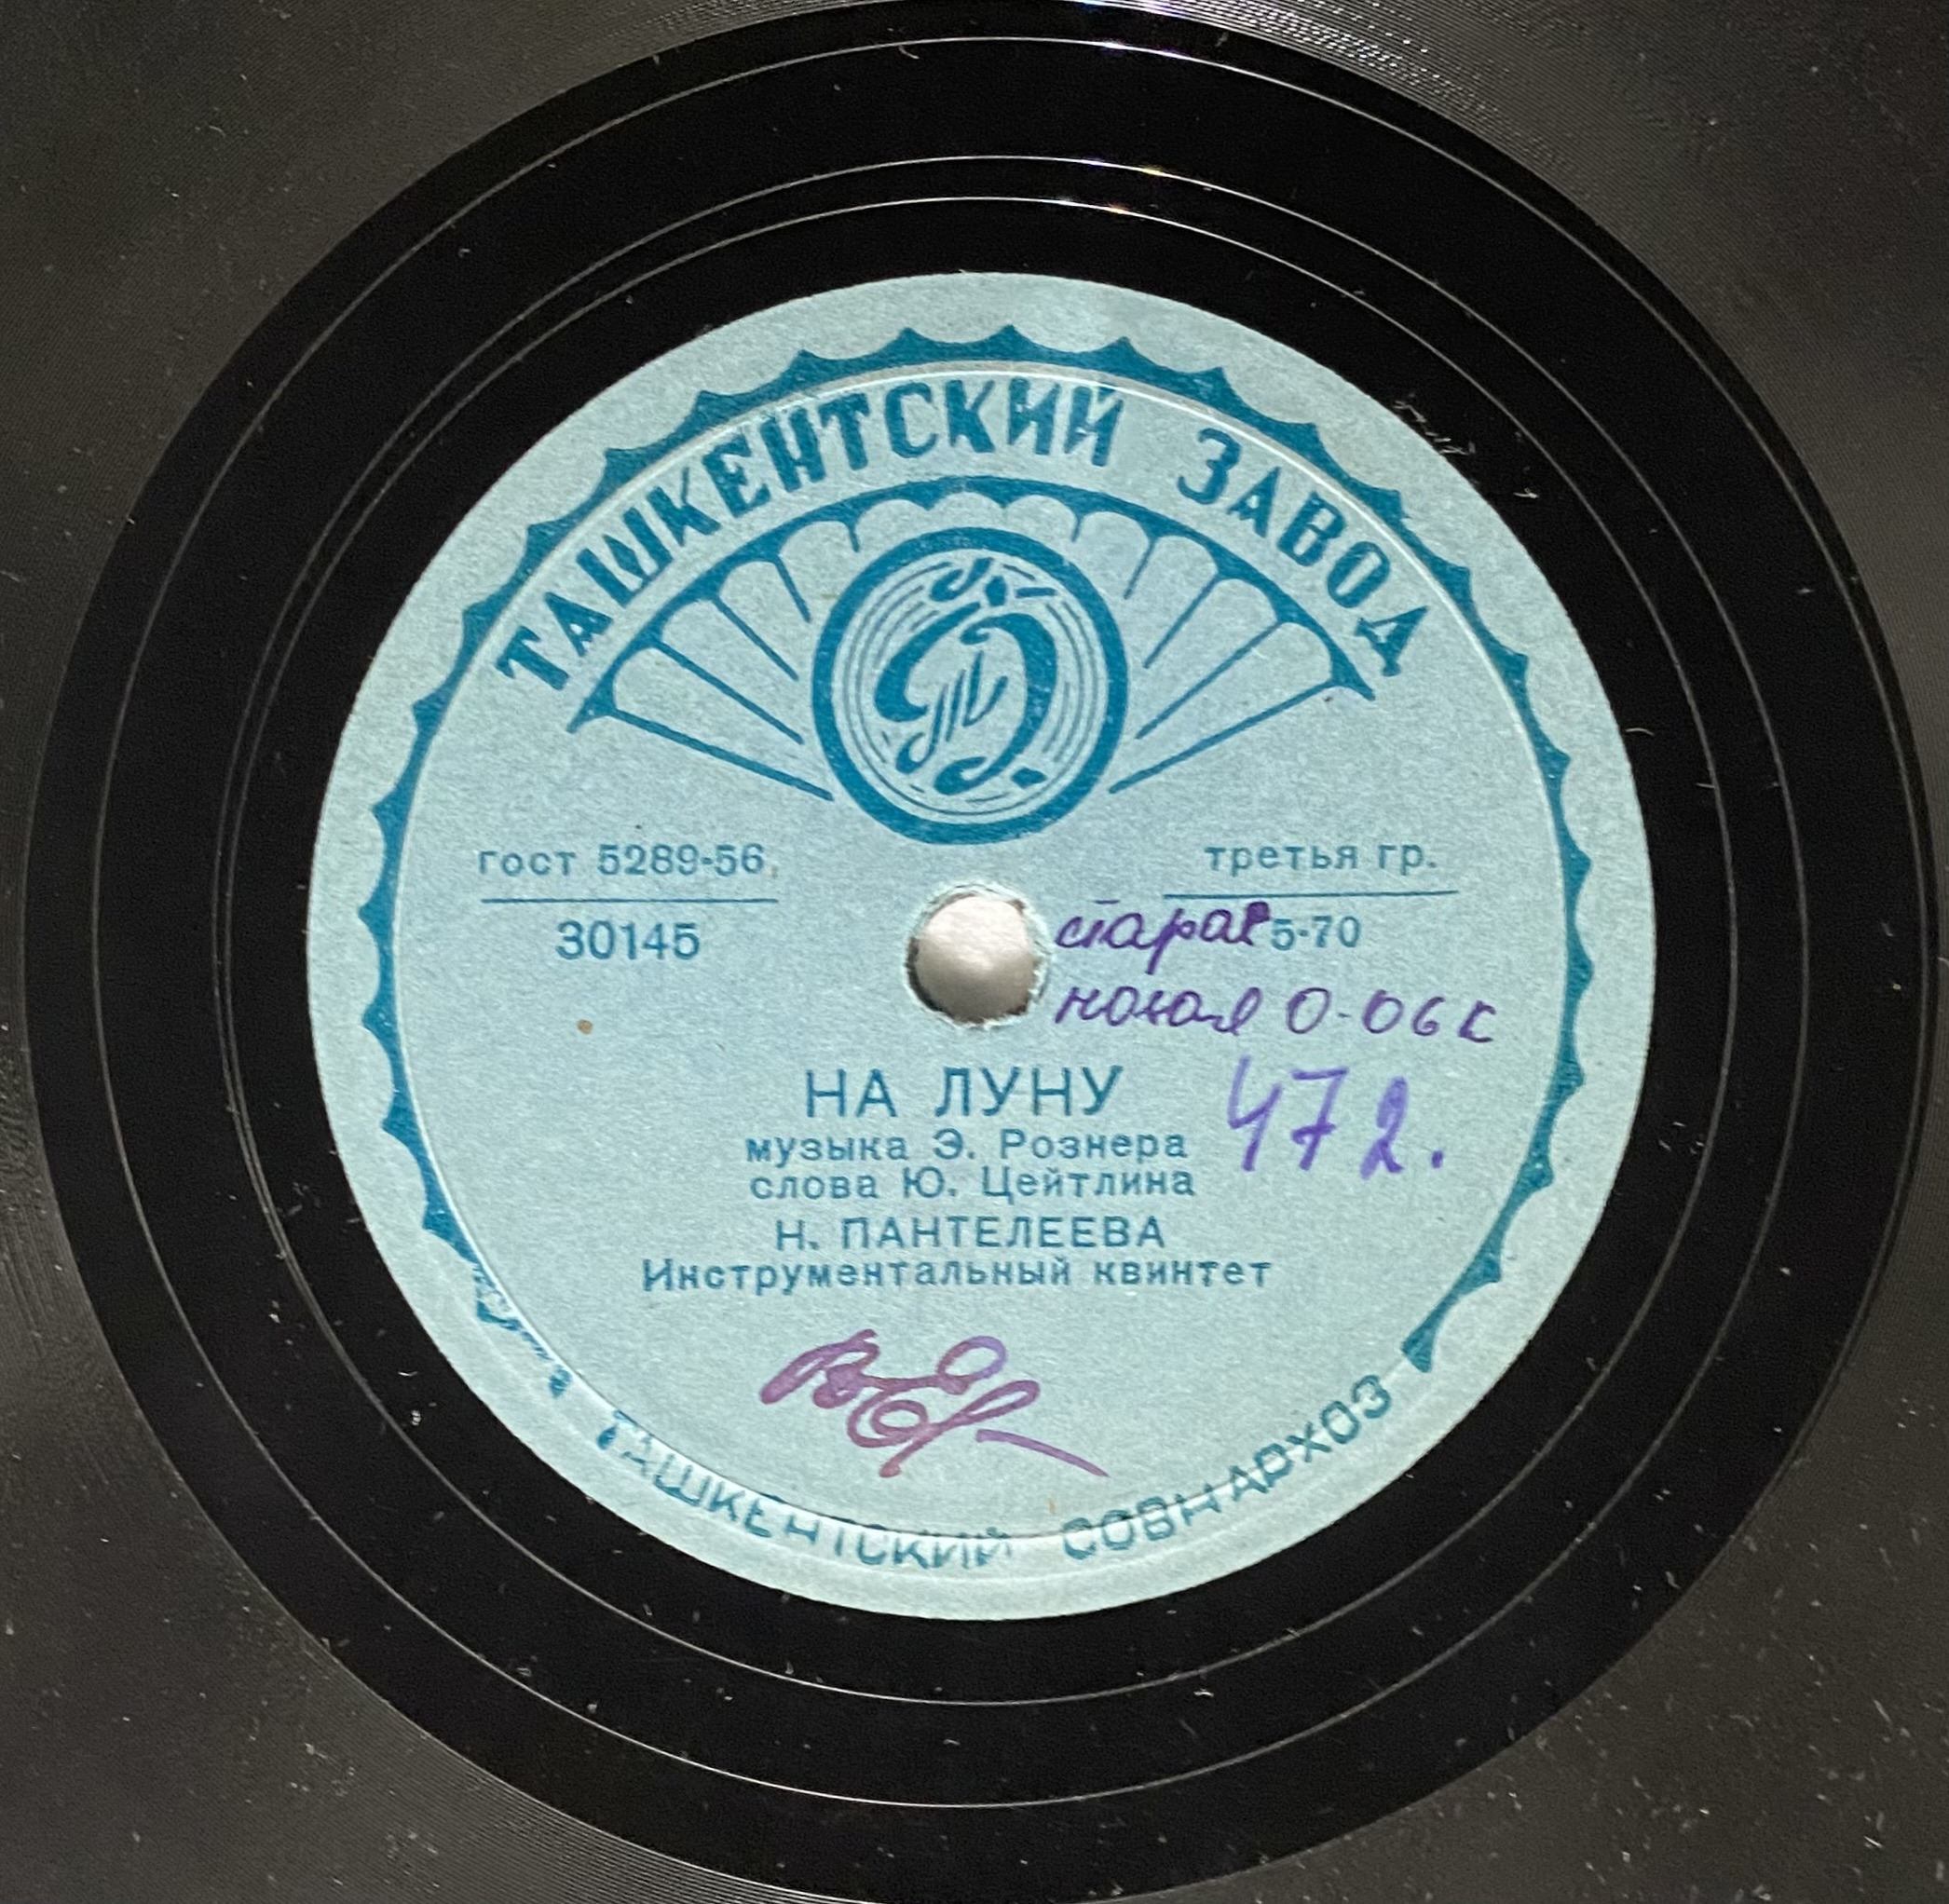 ТАШКЕНТСКИЙ ЗАВОД
гост 5289-56
третья гр.
30145
старая 5-70
новая 0-06 к
НА ЛУНУ
472.
музыка Э. Рознера
слова Ю. Цейтлина
Н. ПАНТЕЛЕЕВА
Инструментальный квинтет
ТАШКЕНТСКИЙ СОВНАРХОЗ